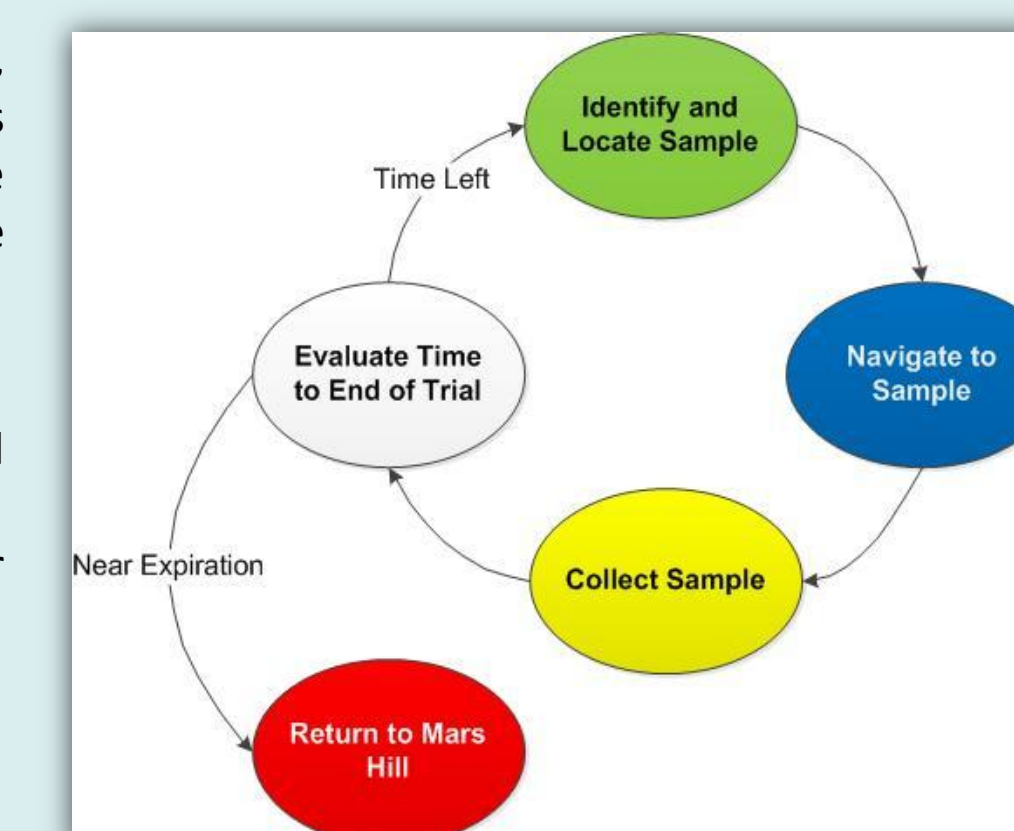 Identify and
Locate Sample
Time Left
Evaluate Time
to End of Trial
Navigate to
Sample
Collect Sample
Near Expiration
Return to Mars
Hill